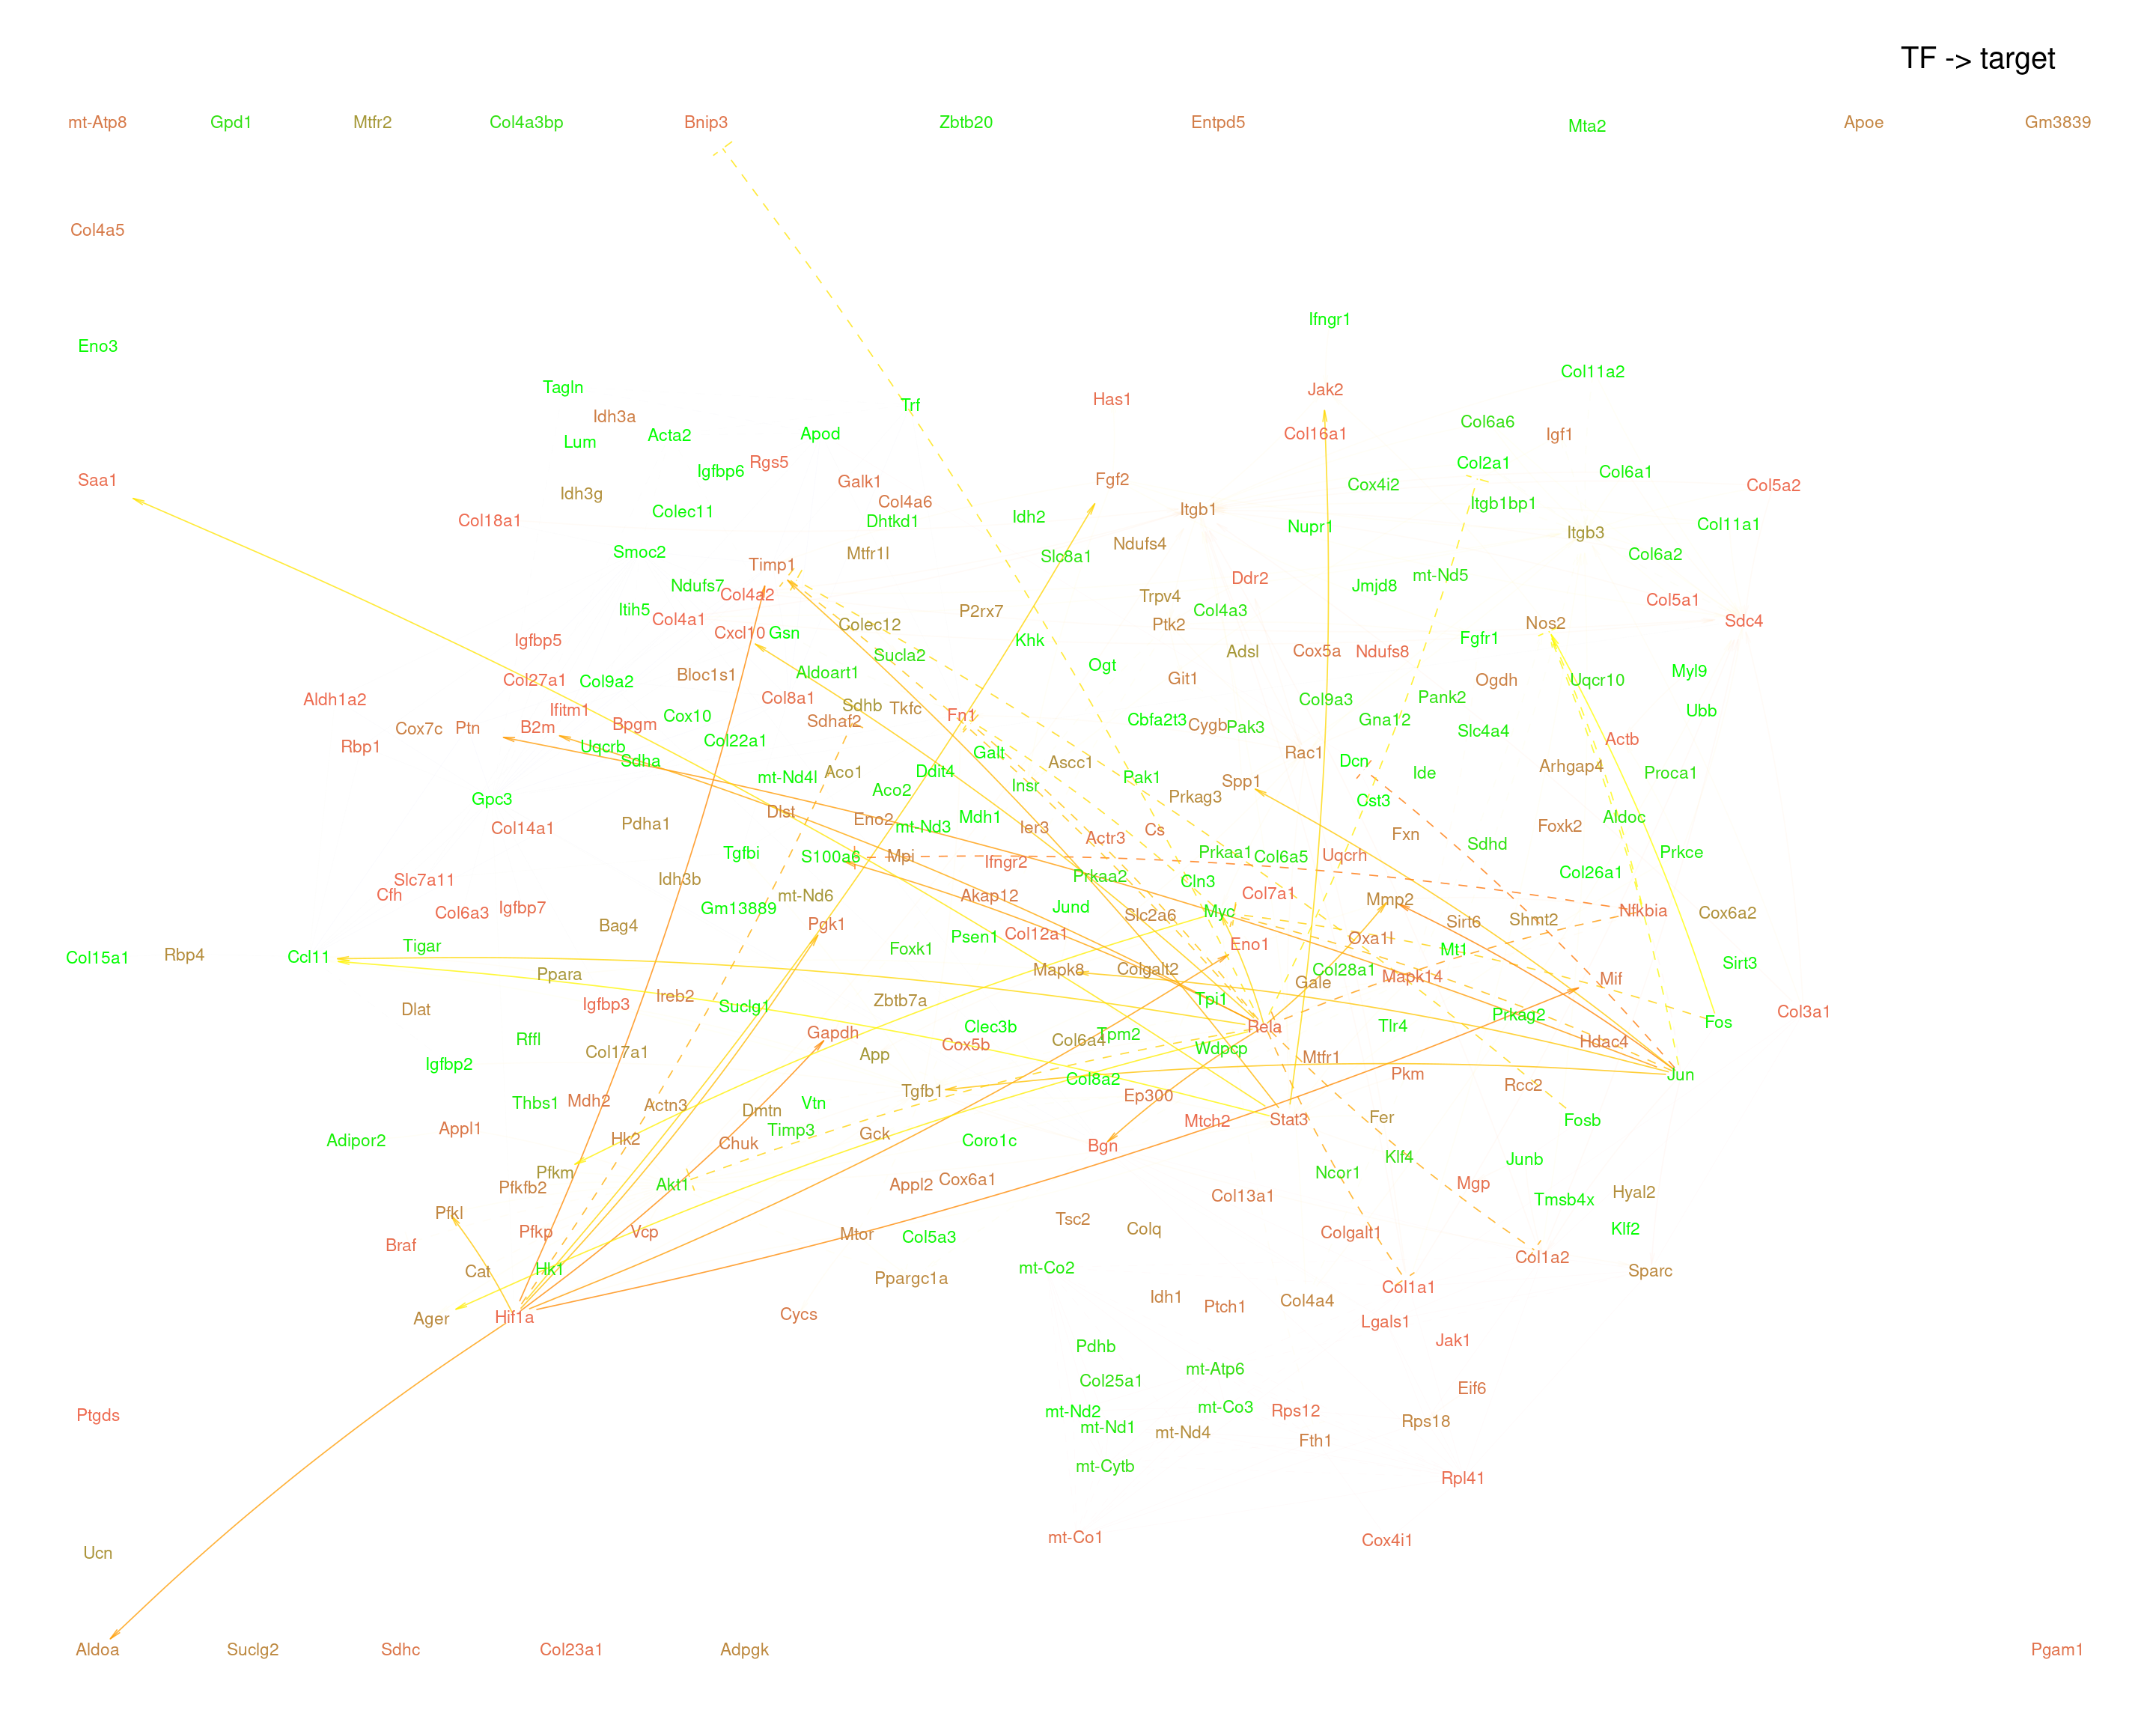 TF -> target
mt-Atp8 Gpd1 Mtfr2 Col4a3bp Bnip3 Zbtb20 Entpd5 Mta2 Apoe Gm3839
Col4a5
Ifngr1
Eno3
Col11a2
Tagln Jak2
Has1
Trf
Idh3a
Col6a6
Lum Acta2 Apod Col16a1 Igf1
Rgs5 Col2a1
Igfbp6 Col6a1
Saa1 Galk1 Fgf2 Cox4i2 Col5a2
Idh3g Col4a6 Itgb1bp1
Colec11 Itgb1
Col18a1 Dhtkd1 Idh2 Nupr1 Col11a1
Itgb3
Smoc2 Mtfr1l Slc8a1 Ndufs4 Col6a2
Timp1 Ddr2 mt-Nd5
Ndufs7 Jmjd8
Col4a2 Trpv4 Col5a1
Itih5 P2rx7 Col4a3
Col4a1 Colec12 Ptk2 Nos2 Sdc4
Igfbp5 Cxcl10 Gsn Khk Fgfr1
Sucla2 Adsl Cox5a Ndufs8
Ogt
Col27a1 Col9a2 Bloc1s1 Aldoart1 Git1 Ogdh Uqcr10 Myl9
Aldh1a2 Col8a1 Sdhb Tkfc Col9a3 Pank2
Ifitm1 Cox10 Sdhaf2 Fn1 Cbfa2t3 Gna12 Ubb
Cox7c Ptn B2m Bpgm Cygb Pak3 Slc4a4
Rbp1 Uqcrb Col22a1 Galt Rac1 Actb
Sdha Ascc1 Dcn
mt-Nd4l Aco1 Ddit4 Pak1 Ide Arhgap4 Proca1
Gpc3 Aco2 Insr Prkag3 Spp1 Cst3
Dlst Eno2 Mdh1 Aldoc
Col14a1 Pdha1 mt-Nd3 Ier3 Actr3 Cs Fxn Foxk2
Tgfbi S100a6 Mpi Ifngr2 Prkaa1 Col6a5 Uqcrh Sdhd Prkce
Slc7a11 Idh3b Prkaa2 Cln3 Col26a1
Cfh mt-Nd6 Akap12 Col7a1
Col6a3 Igfbp7 Gm13889 Jund Slc2a6 Myc Mmp2 Nfkbia Cox6a2
Bag4 Pgk1 Sirt6 Shmt2
Tigar Foxk1 Psen1 Col12a1 Eno1 Oxa1l
Col15a1 Rbp4 Ccl11 Mt1 Sirt3
Ppara Mapk8 Colgalt2 Col28a1 Mapk14 Mif
Gale
Dlat Igfbp3 Ireb2 Suclg1 Zbtb7a Tpi1 Prkag2 Col3a1
Rffl Gapdh Clec3b Tpm2 Rela Tlr4 Fos
Col17a1 App Cox5b Col6a4 Wdpcp Hdac4
Igfbp2 Mtfr1
Col8a2 Pkm Jun
Thbs1 Mdh2 Actn3 Dmtn Vtn Tgfb1 Ep300 Rcc2
Appl1 Timp3 Gck Mtch2 Stat3 Fer Fosb
Adipor2 Hk2 Chuk Coro1c Bgn
Pfkm Klf4 Junb
Pfkfb2 Akt1 Appl2 Cox6a1 Col13a1 Ncor1 Mgp Tmsb4x Hyal2
Pfkl Tsc2
Braf Pfkp Vcp Mtor Col5a3 Colq Colgalt1 Klf2
Cat Hk1 Ppargc1a mt-Co2 Col1a2 Sparc
Idh1 Ptch1 Col4a4 Col1a1
Ager Hif1a Cycs Lgals1
Pdhb Jak1
mt-Atp6
Col25a1 Eif6
Ptgds mt-Nd2 mt-Co3 Rps12
mt-Nd1 mt-Nd4 Fth1 Rps18
mt-Cytb Rpl41
mt-Co1 Cox4i1
Ucn
Aldoa Suclg2 Sdhc Col23a1 Adpgk Pgam1